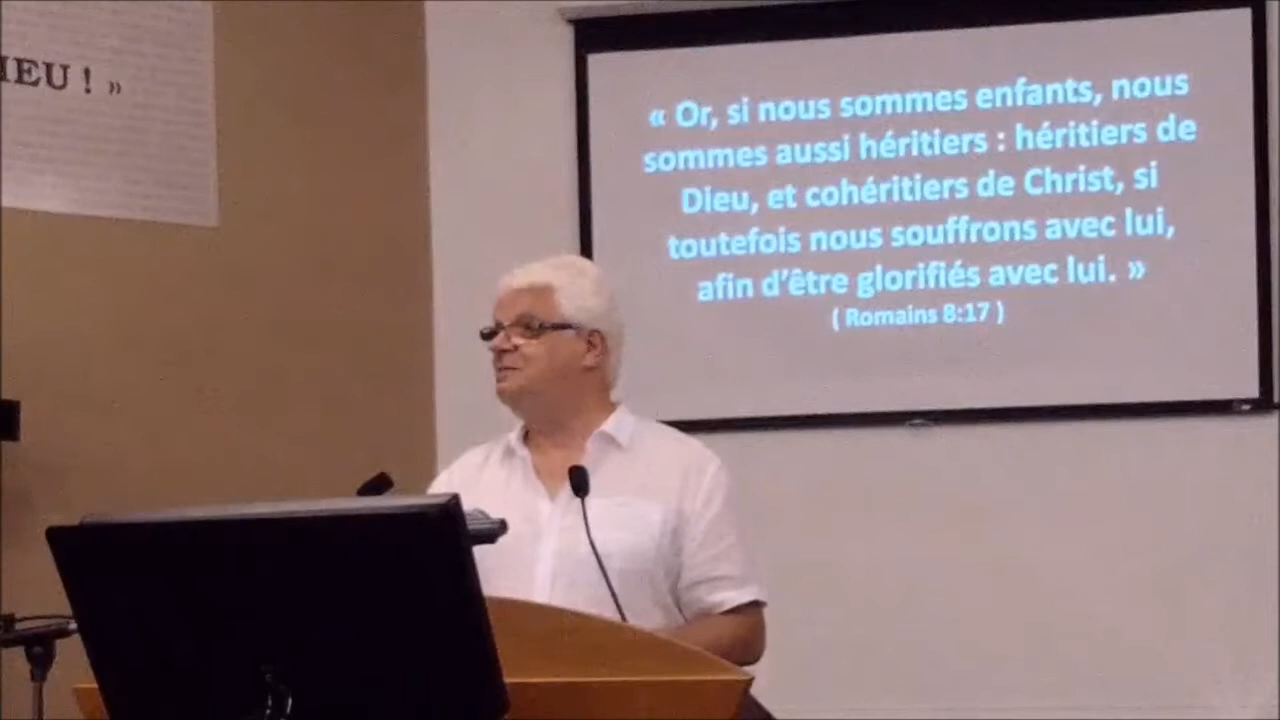 IEU ! »
« Or, si nous sommes enfants, nous
sommes aussi héritiers : héritiers de
Dieu, et cohéritiers de Christ, si
toutefois nous souffrons avec lui,
afin d'être glorifiés avec lui. »
( Romains 8:17 )